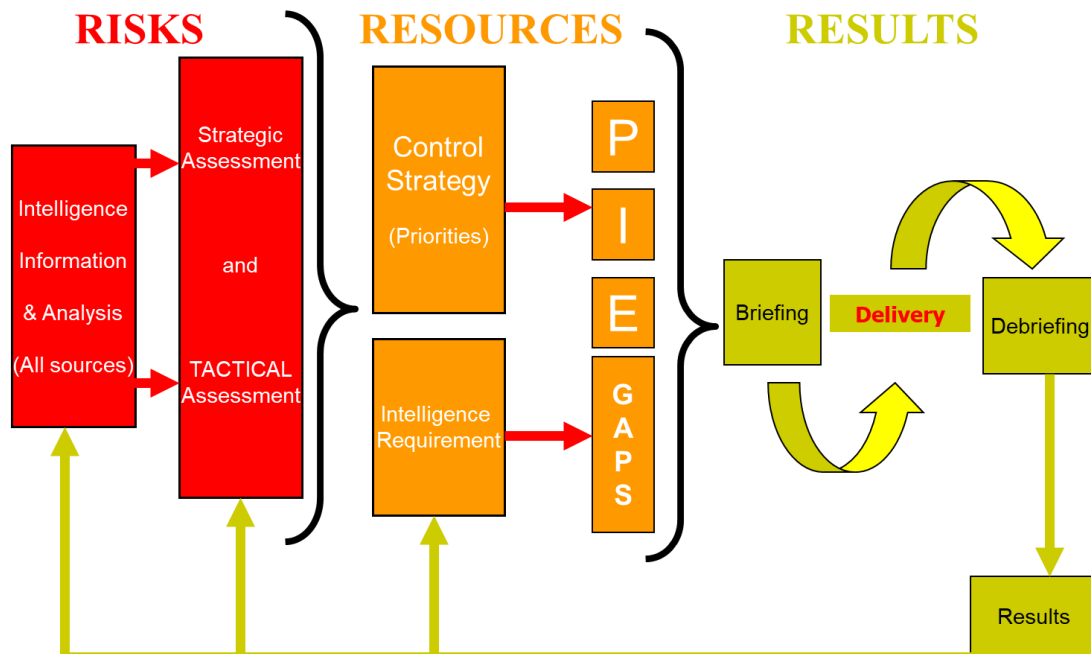 RISKS
RESOURCES
RESULTS
Intelligence
Information
& Analysis
(All sources)
Strategic
Assessment
and
TACTICAL
Assessment
Control
Strategy
(Priorities)
Intelligence
Requirement
P
I
E
G
A
P
S
Briefing
Delivery
Debriefing
Results